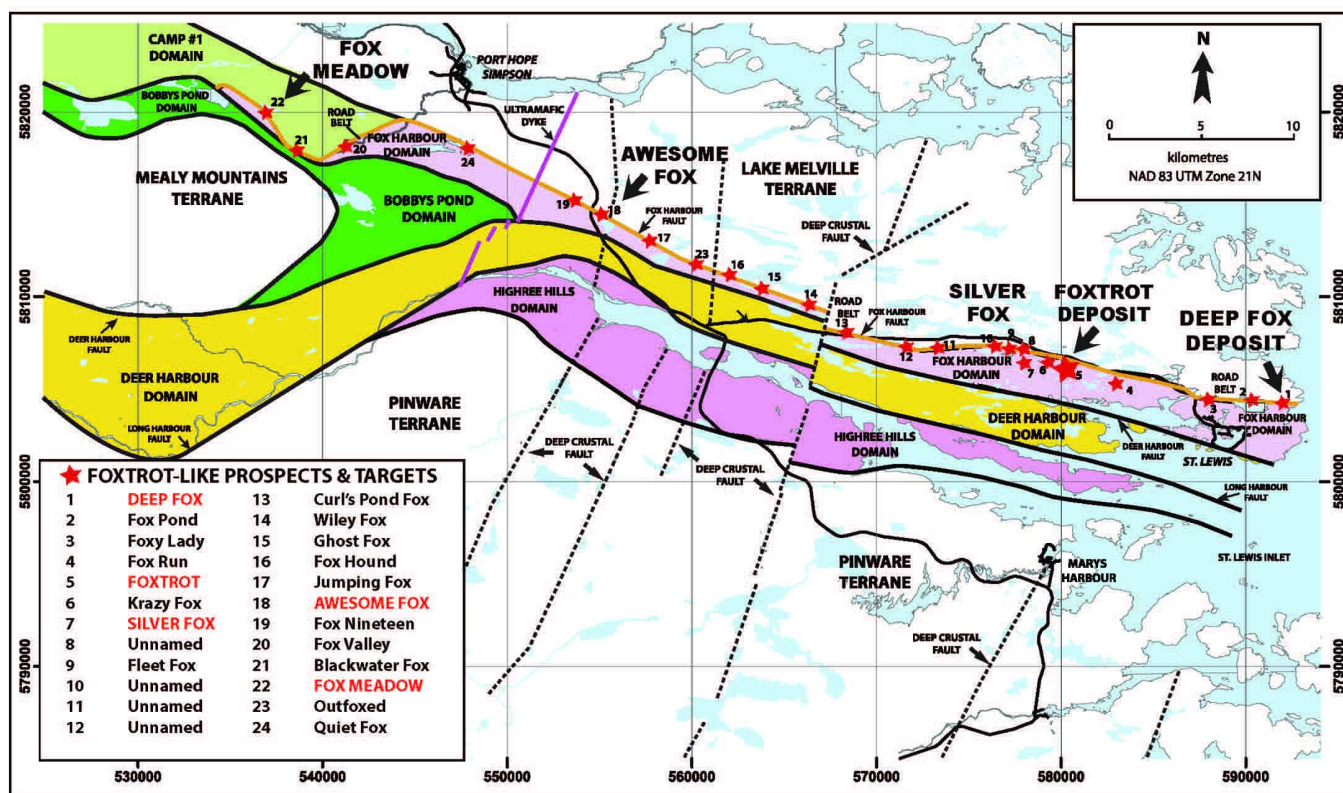 CAMP #1
DOMAIN
FOX
MEADOW
PORT HOPE
SIMPSON
BOBBYS POND
DOMAIN
22
ROAD
BELT
ULTRAMAFIC
DYKE
21
20
FOX HARBOUR
DOMAIN
24
AWESOME
FOX
LAKE MELVILLE
TERRANE
MEALY MOUNTAINS
TERRANE
BOBBYS POND
DOMAIN
19
18
FOX HARBOUR
FAULT
17
DEEP CRUSTAL
FAULT
23
16
15
14
HIGHREE HILLS
DOMAIN
ROAD
BELT
13
FOX HARBOUR
FAULT
SILVER
FOX
FOXTROT
DEPOSIT
DEEP FOX
DEPOSIT
DEER HARBOUR
FAULT
12
11
10
9
8
FOX HARBOUR
DOMAIN
7
6
5
4
ROAD
BELT
3
2
1
FOX HARBOUR
DOMAIN
DEER HARBOUR
DOMAIN
PINWARE
TERRANE
LONG HARBOUR
FAULT
DEER HARBOUR
DOMAIN
DEER HARBOUR
FAULT
ST. LEWIS
HIGHREE HILLS
DOMAIN
DEEP CRUSTAL
FAULT
DEEP CRUSTAL
FAULT
LONG HARBOUR
FAULT
ST. LEWIS INLET
PINWARE
TERRANE
MARYS
HARBOUR
DEEP CRUSTAL
FAULT
N
0 5 10
kilometres
NAD 83 UTM Zone 21N
FOXTROT-LIKE PROSPECTS & TARGETS
1 DEEP FOX 13 Curl's Pond Fox
2 Fox Pond 14 Wiley Fox
3 Foxy Lady 15 Ghost Fox
4 Fox Run 16 Fox Hound
5 FOXTROT 17 Jumping Fox
6 Krazy Fox 18 AWESOME FOX
7 SILVER FOX 19 Fox Nineteen
8 Unnamed 20 Fox Valley
9 Fleet Fox 21 Blackwater Fox
10 Unnamed 22 FOX MEADOW
11 Unnamed 23 Outfoxed
12 Unnamed 24 Quiet Fox
5820000
5810000
5800000
5790000
5820000
5810000
5800000
5790000
530000 540000 550000 560000 570000 580000 590000